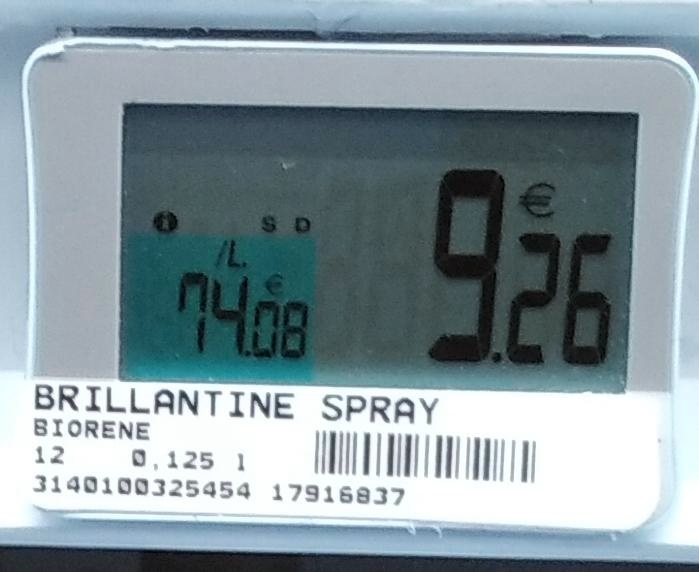 S D
€
9.26
/L.
€
74.08
BRILLANTINE SPRAY
BIORENE
12 0,125 l
3140100325454 17916837